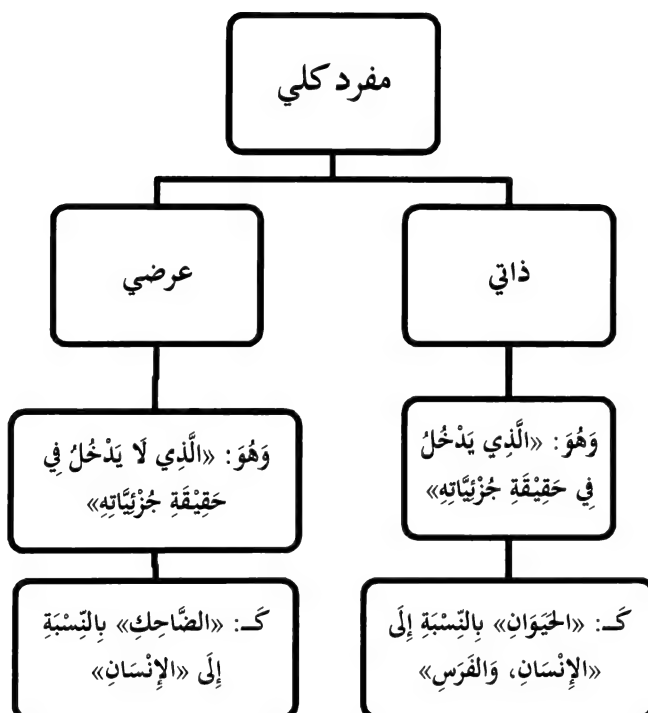 مفرد كلي
ذاتي
عرضي
وَهُوَ: «الَّذِي يَدْخُلُ
فِي حَقِيْقَةِ جُزْئِيَّاتِهِ»
وَهُوَ: «الَّذِي لَا يَدْخُلُ فِي
حَقِيْقَةِ جُزْئِيَّاتِهِ»
كَـ: «الحَيَوَانِ» بِالنِّسْبَةِ إِلَى
«الإِنْسَانِ، وَالفَرَسِ»
كَـ: «الضَّاحِكِ» بِالنِّسْبَةِ
إِلَى «الإِنْسَانِ»